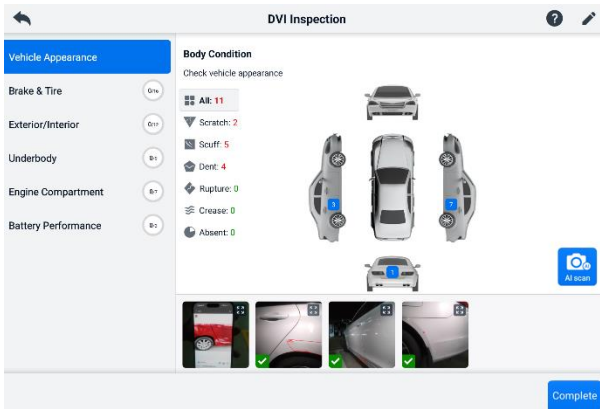 DVI Inspection
Vehicle Appearance
Brake & Tire
Exterior/Interior
Underbody
Engine Compartment
Battery Performance
Body Condition
Check vehicle appearance
All: 11
Scratch: 2
Scuff: 5
Dent: 4
Rupture: 0
Crease: 0
Absent: 0
3
7
1
AI scan
Complete